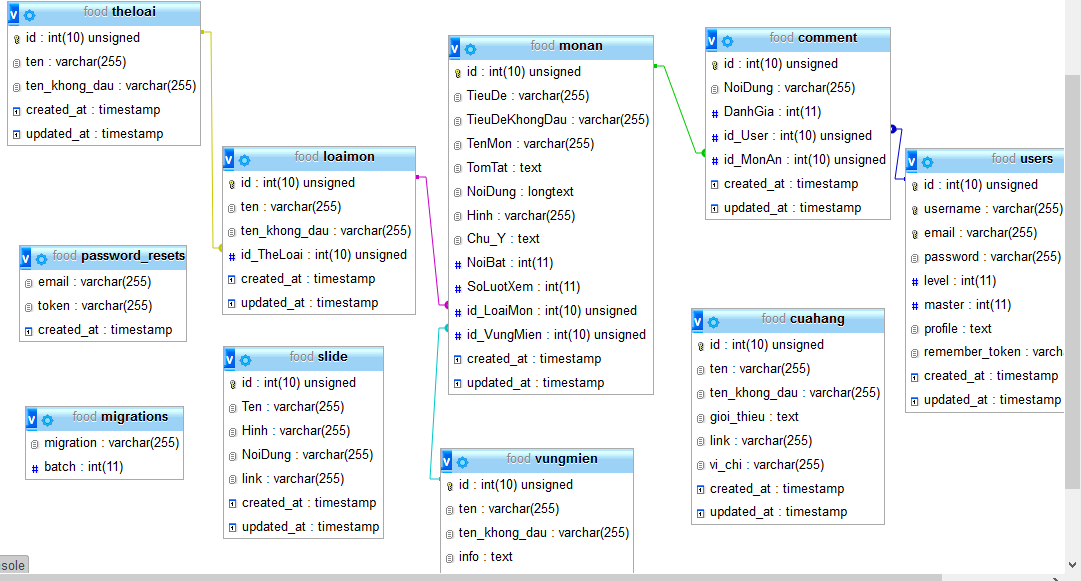 food theloai
id : int(10) unsigned
ten : varchar(255)
ten_khong_dau : varchar(255)
created_at : timestamp
updated_at : timestamp
food loaimon
id : int(10) unsigned
ten : varchar(255)
ten_khong_dau : varchar(255)
id_TheLoai : int(10) unsigned
created_at : timestamp
updated_at : timestamp
food password_resets
email : varchar(255)
token : varchar(255)
created_at : timestamp
food slide
id : int(10) unsigned
Ten : varchar(255)
Hinh : varchar(255)
NoiDung : varchar(255)
link : varchar(255)
created_at : timestamp
updated_at : timestamp
food migrations
migration : varchar(255)
batch : int(11)
food monan
id : int(10) unsigned
TieuDe : varchar(255)
TieuDeKhongDau : varchar(255)
TenMon : varchar(255)
TomTat : text
NoiDung : longtext
Hinh : varchar(255)
Chu_Y : text
NoiBat : int(11)
SoLuotXem : int(11)
id_LoaiMon : int(10) unsigned
id_VungMien : int(10) unsigned
created_at : timestamp
updated_at : timestamp
food vungmien
id : int(10) unsigned
ten : varchar(255)
ten_khong_dau : varchar(255)
info : text
food comment
id : int(10) unsigned
NoiDung : varchar(255)
DanhGia : int(11)
id_User : int(10) unsigned
id_MonAn : int(10) unsigned
created_at : timestamp
updated_at : timestamp
food users
id : int(10) unsigned
username : varchar(255)
email : varchar(255)
password : varchar(255)
level : int(11)
master : int(11)
profile : text
remember_token : varch
created_at : timestamp
updated_at : timestamp
food cuahang
id : int(10) unsigned
ten : varchar(255)
ten_khong_dau : varchar(255)
gioi_thieu : text
link : varchar(255)
vi_chi : varchar(255)
created_at : timestamp
updated_at : timestamp
sole